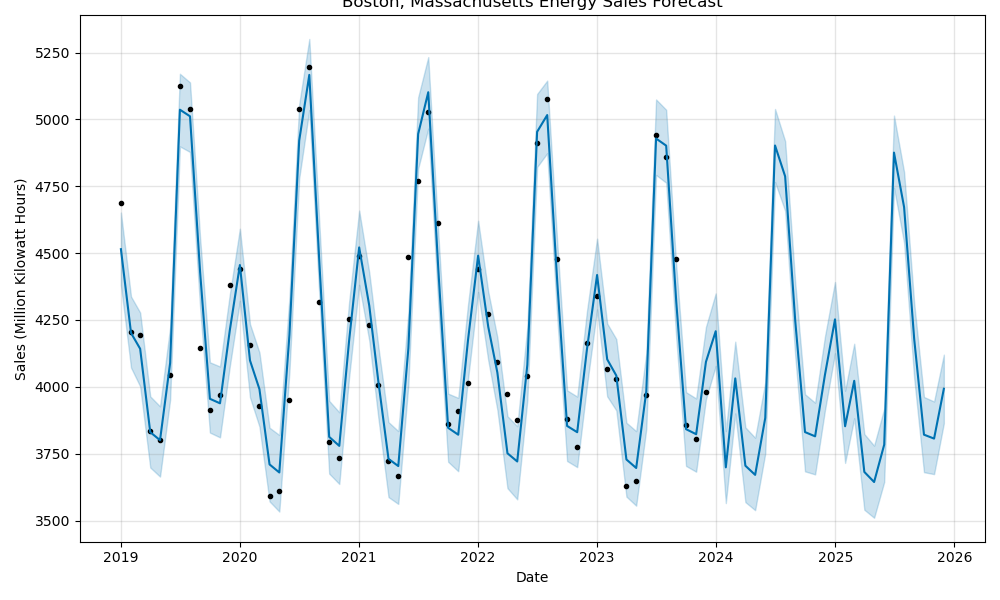 Boston, Massachusetts Energy Sales Forecast
Sales (Million Kilowatt Hours)
5250
5000
4750
4500
4250
4000
3750
3500
2019 2020 2021 2022 2023 2024 2025 2026
Date